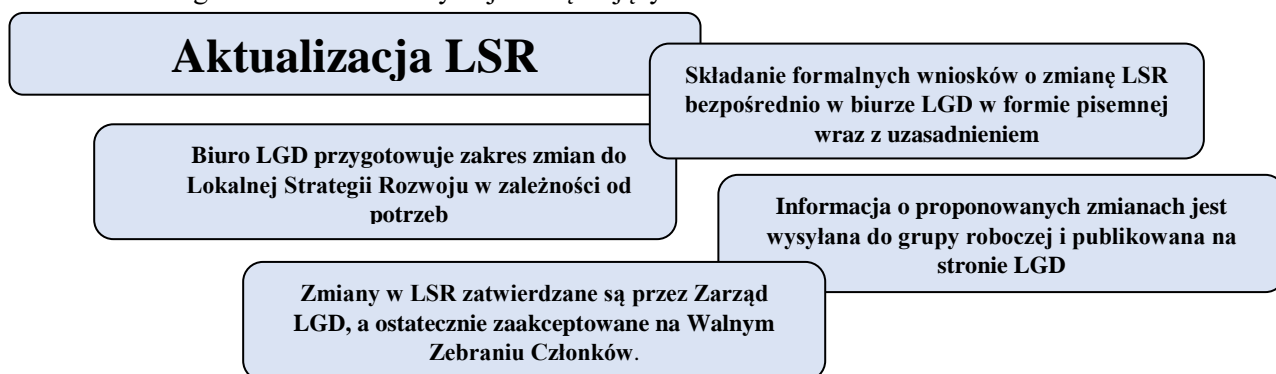 Aktualizacja LSR
Składanie formalnych wniosków o zmianę LSR
bezpośrednio w biurze LGD w formie pisemnej
wraz z uzasadnieniem
Biuro LGD przygotowuje zakres zmian do
Lokalnej Strategii Rozwoju w zależności od
potrzeb
Informacja o proponowanych zmianach jest
wysyłana do grupy roboczej i publikowana na
stronie LGD
Zmiany w LSR zatwierdzane są przez Zarząd
LGD, a ostatecznie zaakceptowane na Walnym
Zebraniu Członków.